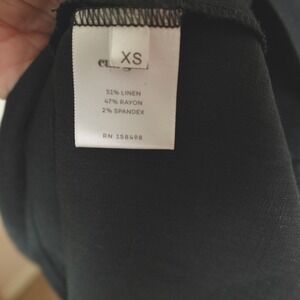 XS
51% LINEN
47% RAYON
2% SPANDEX
RN 158498